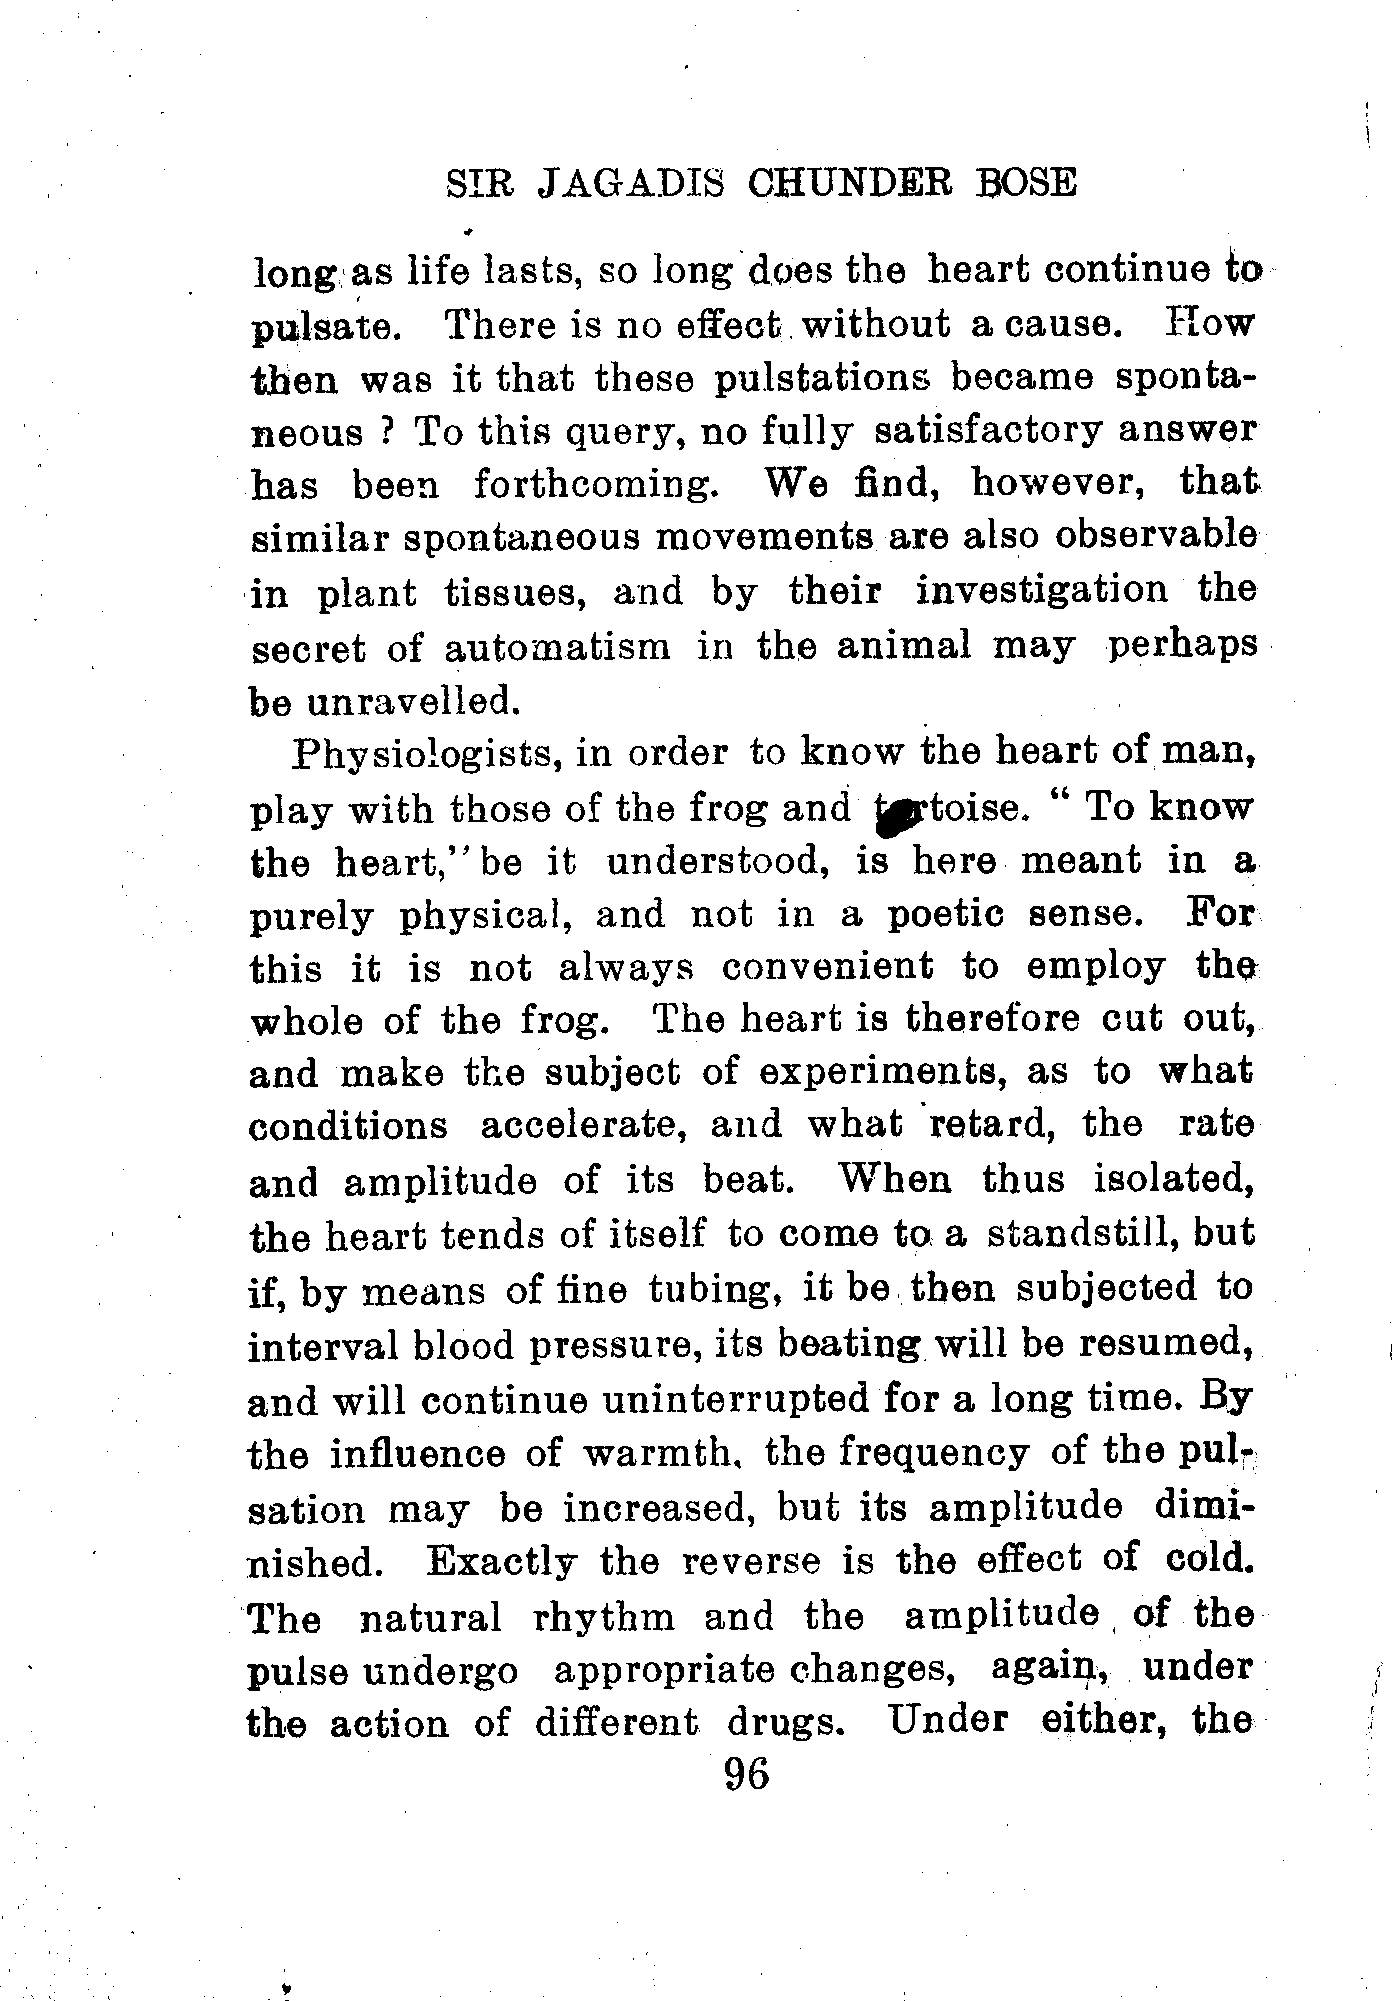 SIR JAGADIS CHUNDER BOSE
long as life lasts, so long does the heart continue to
pulsate. There is no effect without a cause. How
then was it that these pulstations became sponta-
neous ? To this query, no fully satisfactory answer
has been forthcoming. We find, however, that
similar spontaneous movements are also observable
in plant tissues, and by their investigation the
secret of automatism in the animal may perhaps
be unravelled.
Physiologists, in order to know the heart of man,
play with those of the frog and tortoise. “ To know
the heart,” be it understood, is here meant in a
purely physical, and not in a poetic sense. For
this it is not always convenient to employ the
whole of the frog. The heart is therefore cut out,
and make the subject of experiments, as to what
conditions accelerate, and what retard, the rate
and amplitude of its beat. When thus isolated,
the heart tends of itself to come to a standstill, but
if, by means of fine tubing, it be then subjected to
interval blood pressure, its beating will be resumed,
and will continue uninterrupted for a long time. By
the influence of warmth, the frequency of the pul-
sation may be increased, but its amplitude dimi-
nished. Exactly the reverse is the effect of cold.
The natural rhythm and the amplitude of the
pulse undergo appropriate changes, again, under
the action of different drugs. Under either, the
96